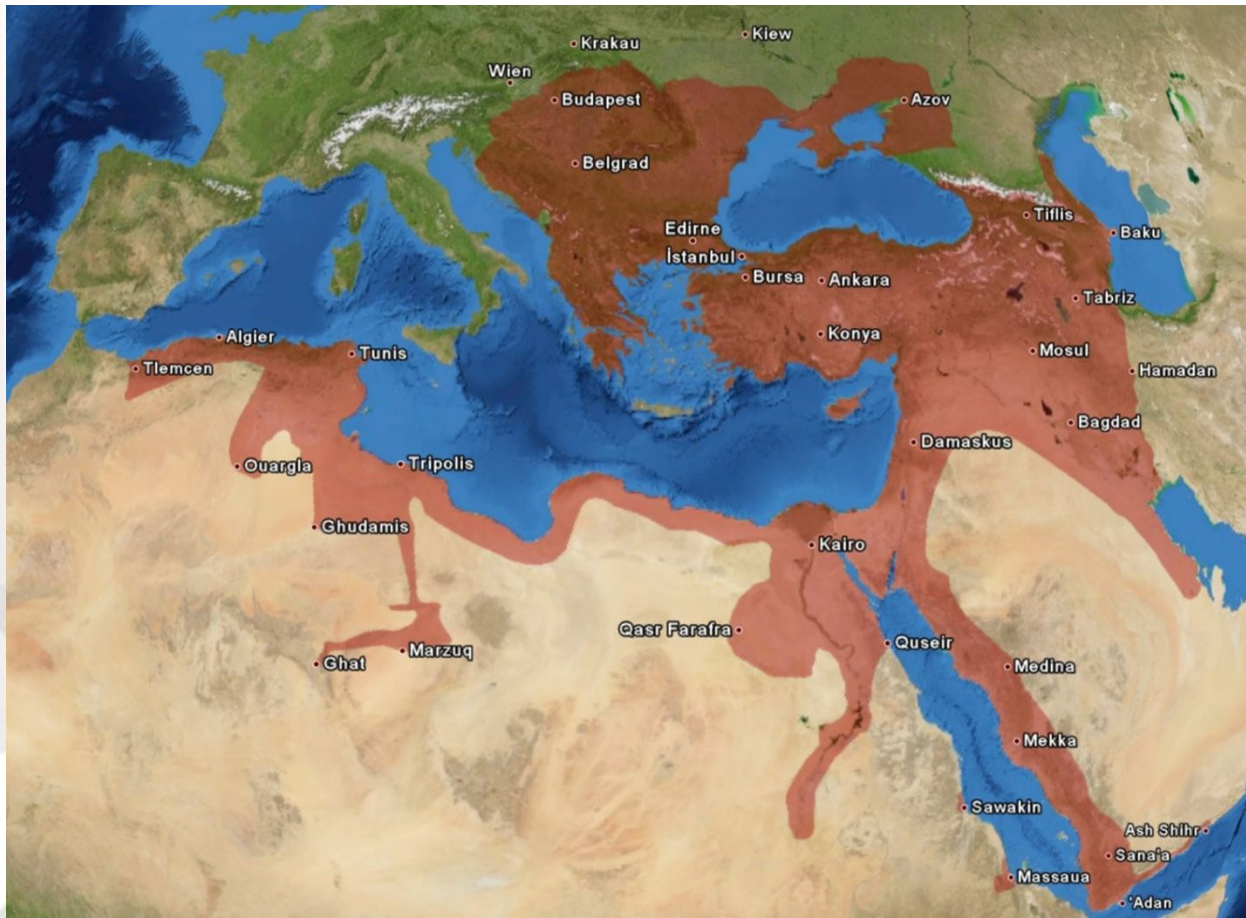 Kiew
Krakau
Wien
Budapest
Azov
Belgrad
Tiflis
Edirne
Baku
İstanbul
Bursa
Ankara
Tabriz
Algier
Konya
Tunis
Mosul
Tlemcen
Hamadan
Bagdad
Damaskus
Ouargla
Tripolis
Ghudamis
Kairo
Qasr Farafra
Quseir
Marzuq
Ghat
Medina
Mekka
Sawakin
Ash Shihr
Sana'a
Massaua
'Adan